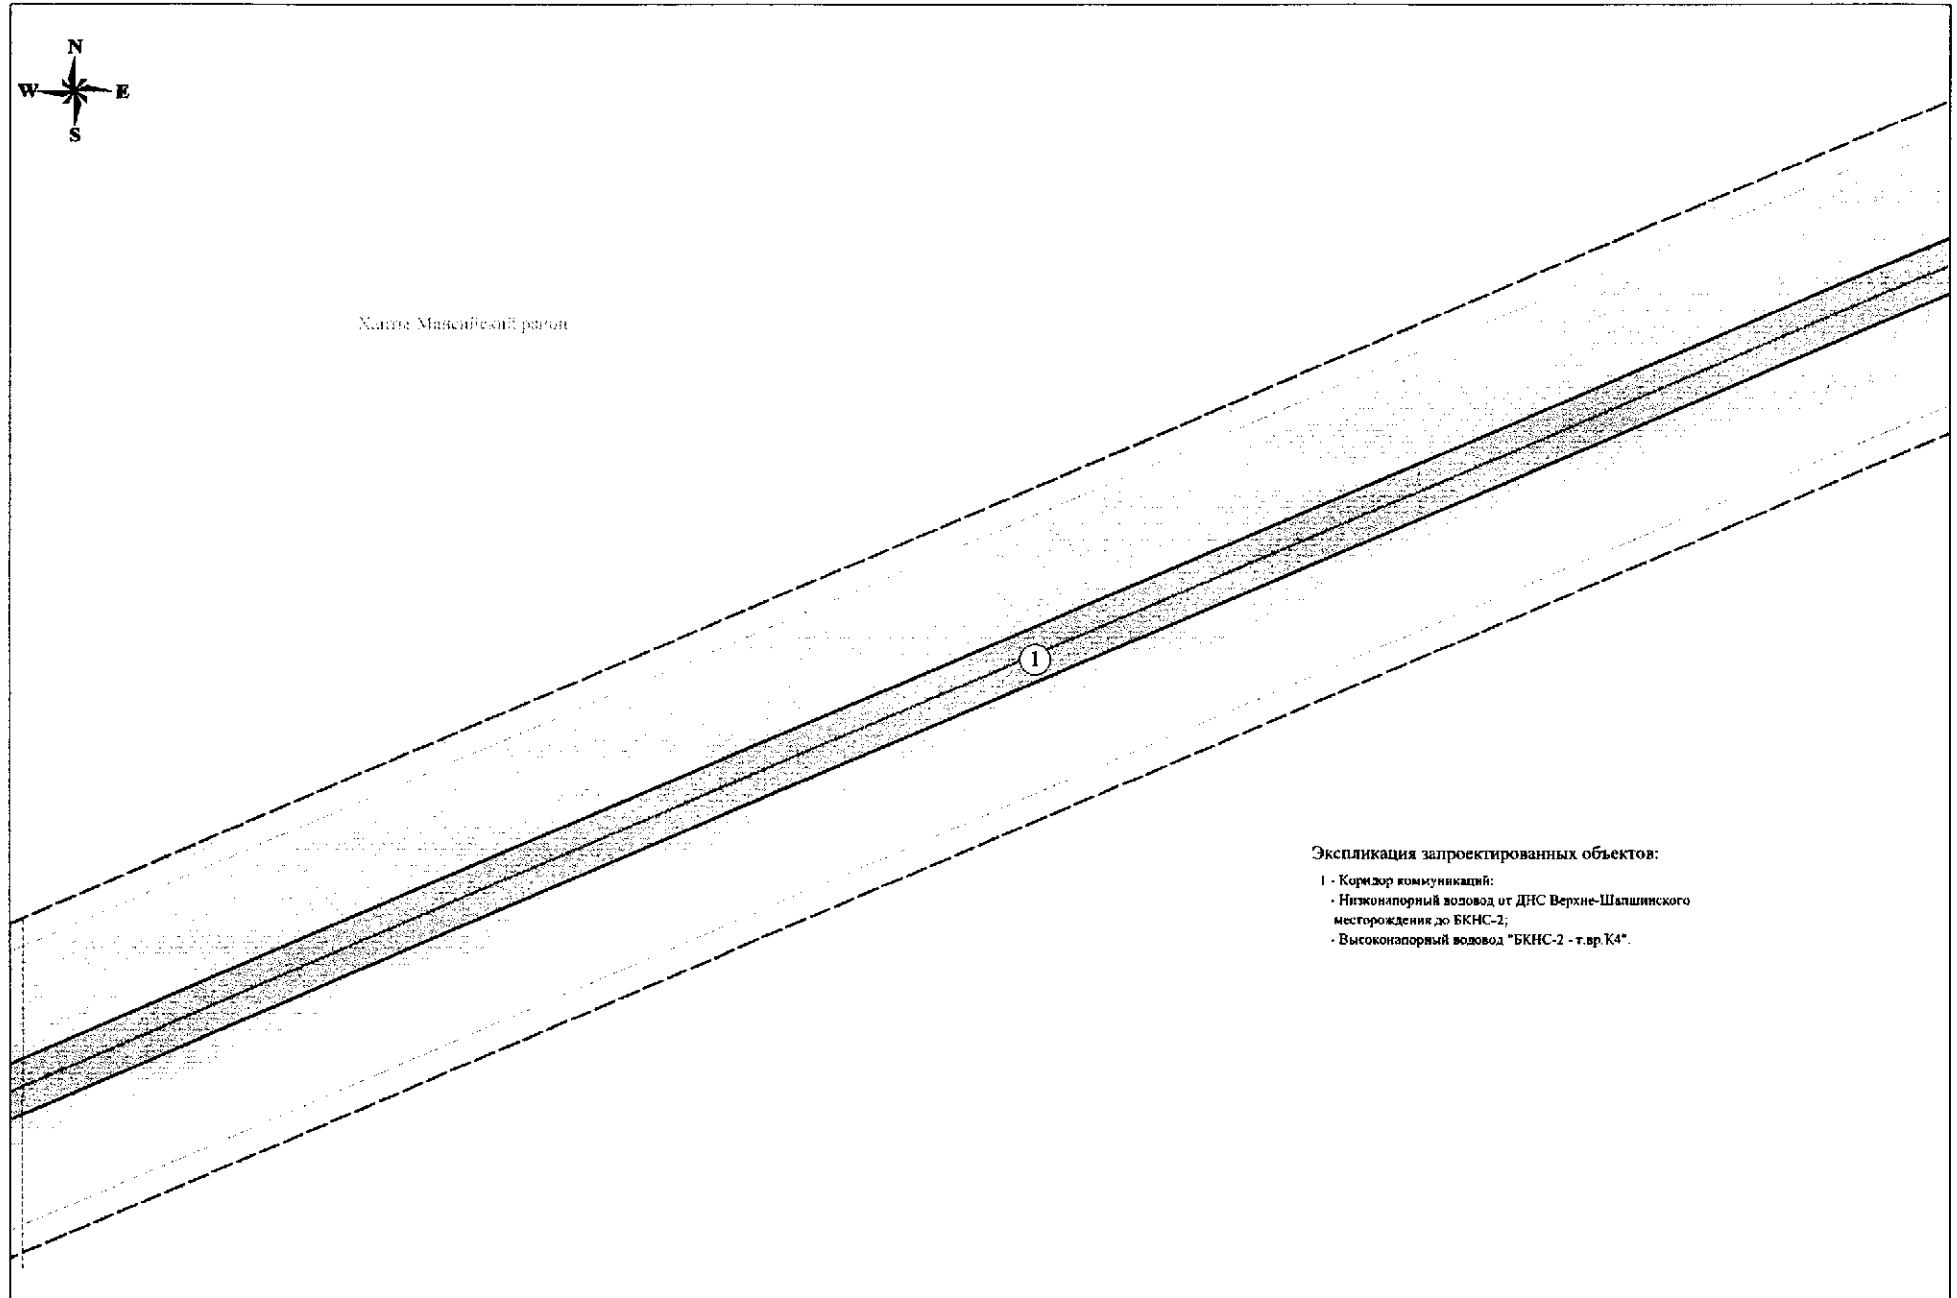 N
W E
S
Ханты-Мансийский район
1
Экспликация запроектированных объектов:
1 - Коридор коммуникаций:
- Низконапорный водовод от ДНС Верхне-Шапшинского
месторождения до БКНС-2;
- Высоконапорный водовод "БКНС-2 - т.вр.К4".